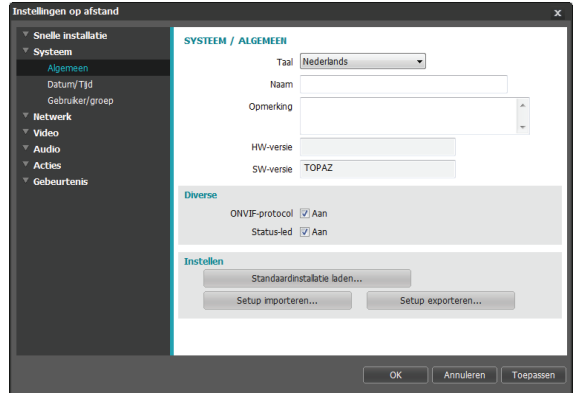 Instellingen op afstand
x
Snelle installatie
Systeem
Algemeen
Datum/Tijd
Gebruiker/groep
Netwerk
Video
Audio
Acties
Gebeurtenis
SYSTEEM / ALGEMEEN
Taal Nederlands
Naam
Opmerking
HW-versie
SW-versie TOPAZ
Diverse
ONVIF-protocol Aan
Status-led Aan
Instellen
Standaardinstallatie laden...
Setup importeren... Setup exporteren...
OK Annuleren Toepassen